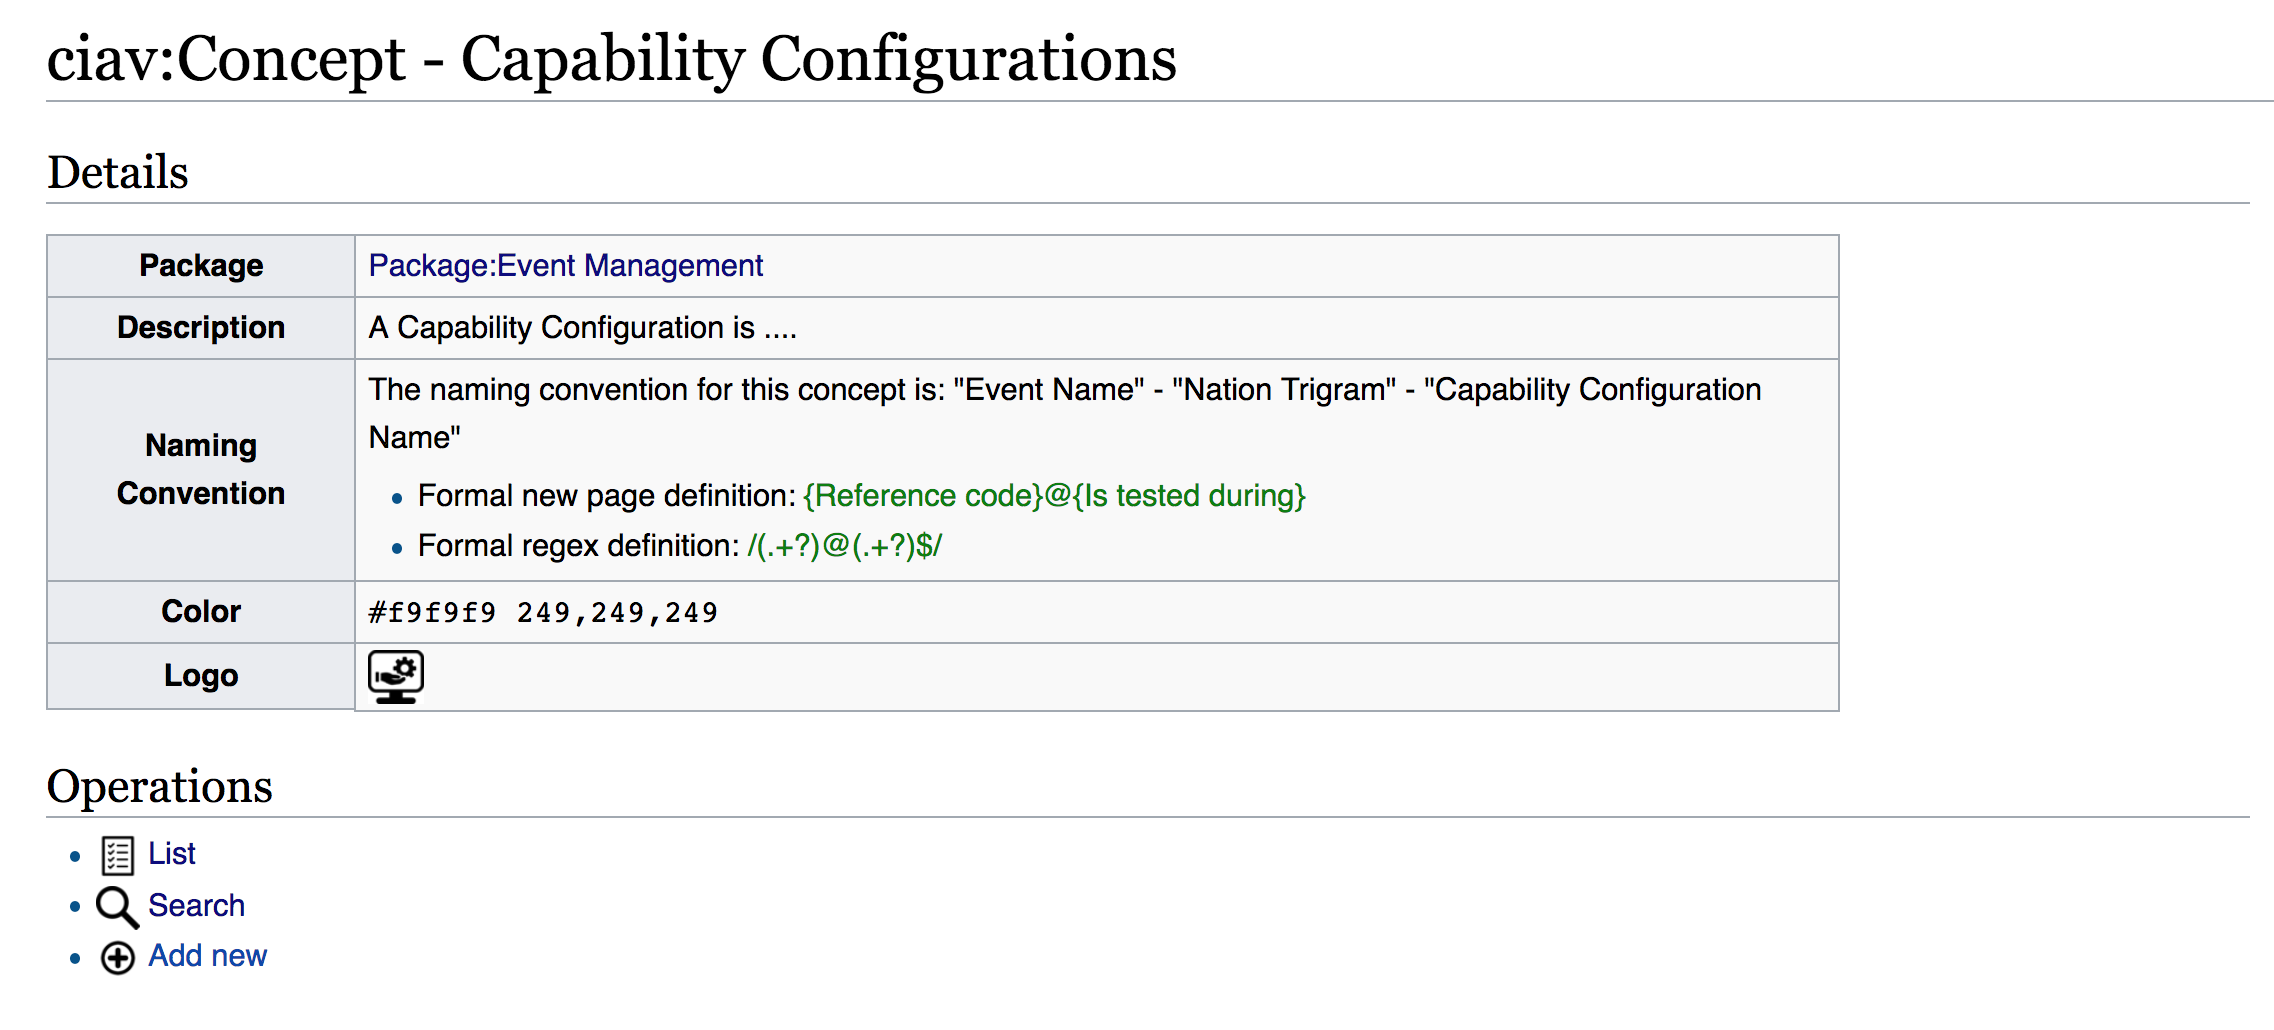 ciav:Concept - Capability Configurations
Details
Package Package:Event Management
Description A Capability Configuration is ....
Naming Convention
The naming convention for this concept is: "Event Name" - "Nation Trigram" - "Capability Configuration
Name"
Formal new page definition: {Reference code}@{Is tested during}
Formal regex definition: /(.+?)@(.+?)$/
Color #f9f9f9 249,249,249
Logo
Operations
List
Search
Add new